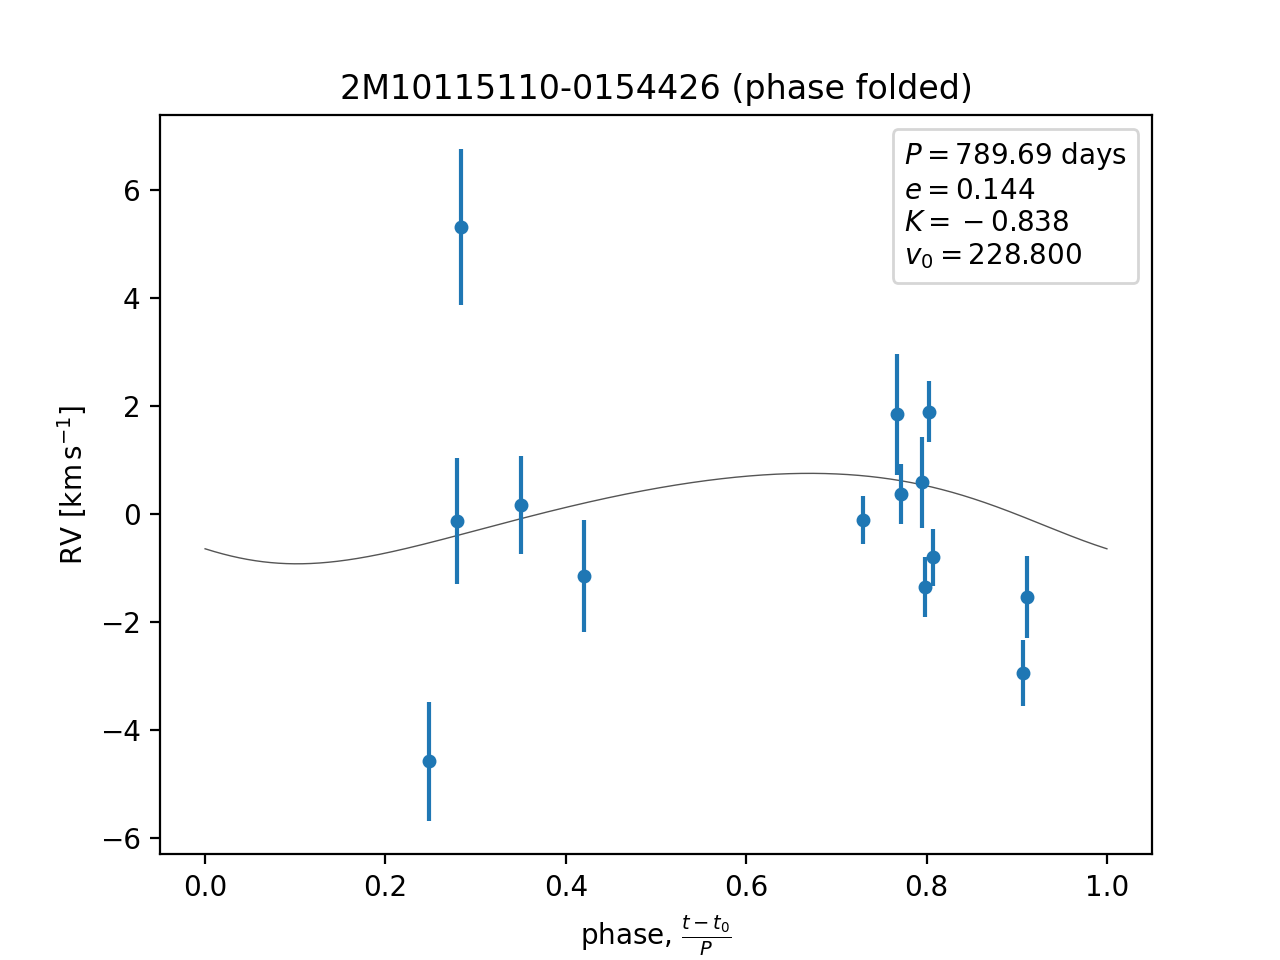 2M10115110-0154426 (phase folded)
P = 789.69 days
e = 0.144
K = −0.838
v₀ = 228.800
RV [km s⁻¹]
6
4
2
0
−2
−4
−6
0.0 0.2 0.4 0.6 0.8 1.0
phase, (t − t₀)/P